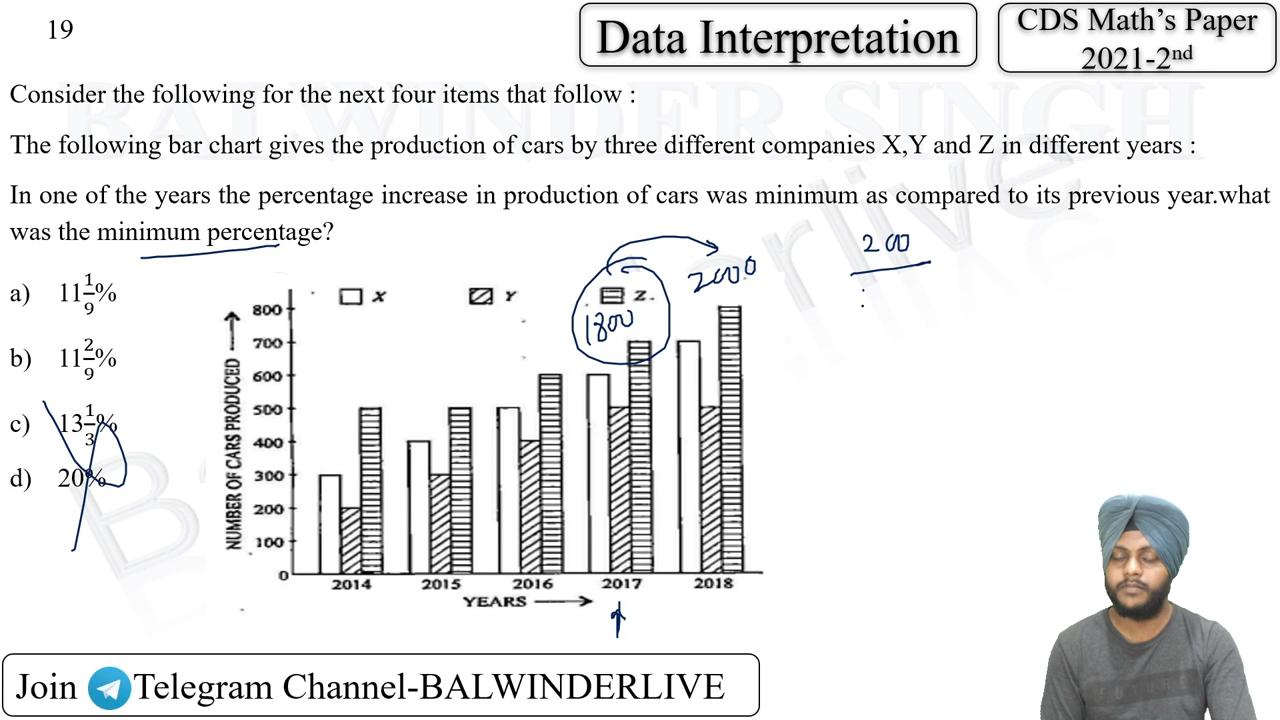 19
Data Interpretation
CDS Math's Paper
2021-2nd
Consider the following for the next four items that follow :
The following bar chart gives the production of cars by three different companies X,Y and Z in different years :
In one of the years the percentage increase in production of cars was minimum as compared to its previous year.what
was the minimum percentage?
a) 11 1/9%
b) 11 2/9%
c) 13 1/3%
d) 20%
X Y Z
1800
2000
200
NUMBER OF CARS PRODUCED
800
700
600
500
400
300
200
100
0
2014 2015 2016 2017 2018
YEARS
Join Telegram Channel-BALWINDERLIVE
BALWINDER SINGH